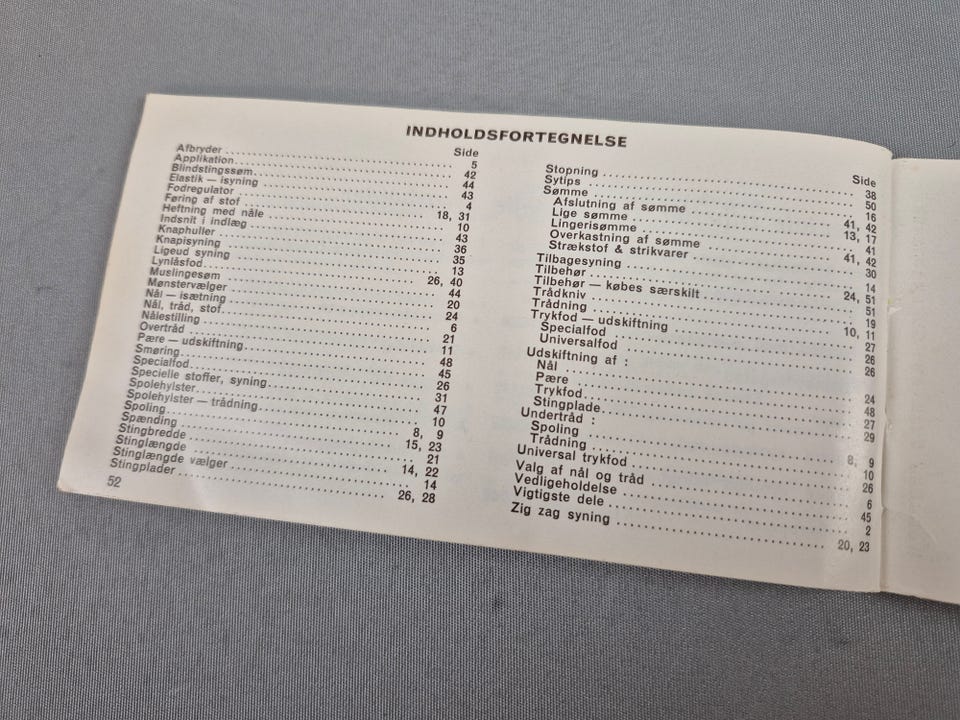 INDHOLDSFORTEGNELSE
Side
Afbryder 5
Applikation 42
Blindstingssøm 44
Elastik — isyning 43
Fodregulator 4
Føring af stof 18, 31
Heftning med nåle 10
Indsnit i indlæg 43
Knaphuller 36
Knapisyning 35
Ligeud syning 13
Lynlåsfod 26, 40
Muslingesøm 44
Mønstervælger 20
Nål — isætning 24
Nål, tråd, stof 6
Nålestilling 21
Overtråd 11
Pære — udskiftning 48
Smøring 45
Specialfod 26
Specielle stoffer, syning 31
Spolehylster 47
Spolehylster — trådning 10
Spoling 8, 9
Spænding 15, 23
Stingbredde 21
Stinglængde 14, 22
Stinglængde vælger 14
Stingplader 26, 28
52
Side
Stopning 38
Sytips 50
Sømme 16
Afslutning af sømme 41, 42
Lige sømme 13, 17
Lingerisømme 41
Overkastning af sømme 41, 42
Strækstof & strikvarer 30
Tilbagesyning 14
Tilbehør 24, 51
Tilbehør — købes særskilt 51
Trådkniv 19
Trådning 10, 11
Trykfod — udskiftning 27
Specialfod 26
Universalfod 26
Udskiftning af :
Nål 24
Pære 48
Trykfod 27
Stingplade 29
Undertråd :
Spoling 8, 9
Trådning 10
Universal trykfod 26
Valg af nål og tråd 6
Vedligeholdelse 45
Vigtigste dele 2
Zig zag syning 20, 23